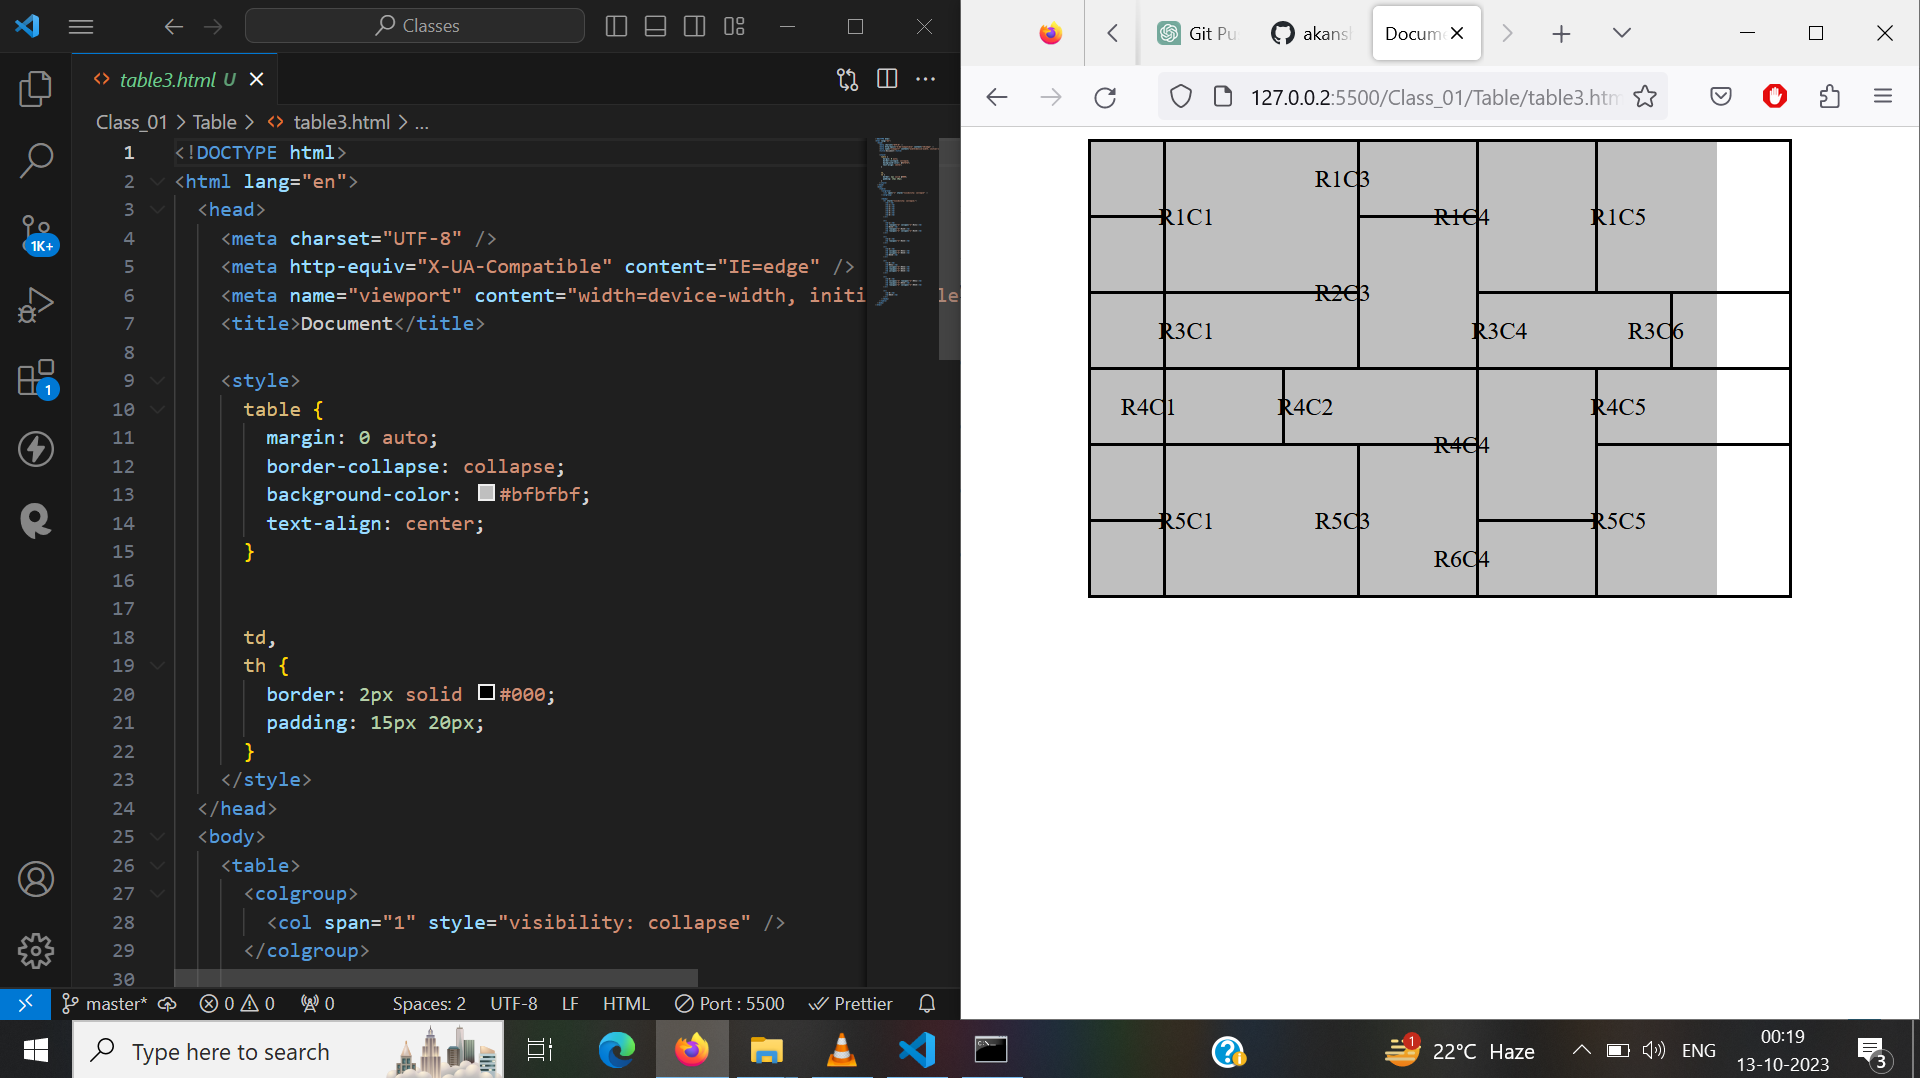 Classes
table3.html U
Class_01 > Table > table3.html > ...
1 <!DOCTYPE html>
2 <html lang="en">
3 <head>
4 <meta charset="UTF-8" />
5 <meta http-equiv="X-UA-Compatible" content="IE=edge" />
6 <meta name="viewport" content="width=device-width, initi le
7 <title>Document</title>
8
9 <style>
10 table {
11 margin: 0 auto;
12 border-collapse: collapse;
13 background-color: #bfbfbf;
14 text-align: center;
15 }
16
17
18 td,
19 th {
20 border: 2px solid #000;
21 padding: 15px 20px;
22 }
23 </style>
24 </head>
25 <body>
26 <table>
27 <colgroup>
28 <col span="1" style="visibility: collapse" />
29 </colgroup>
30
1K+
1
master* 0 0 0 Spaces: 2 UTF-8 LF HTML Port : 5500 Prettier
Git Pu akansh Docum
127.0.0.2:5500/Class_01/Table/table3.htm
R1C3
R1C1 R1C4 R1C5
R2C3
R3C1 R3C4 R3C6
R4C1 R4C2 R4C5
R4C4
R5C1 R5C3 R5C5
R6C4
Type here to search
1
22°C Haze
ENG
00:19
13-10-2023
3